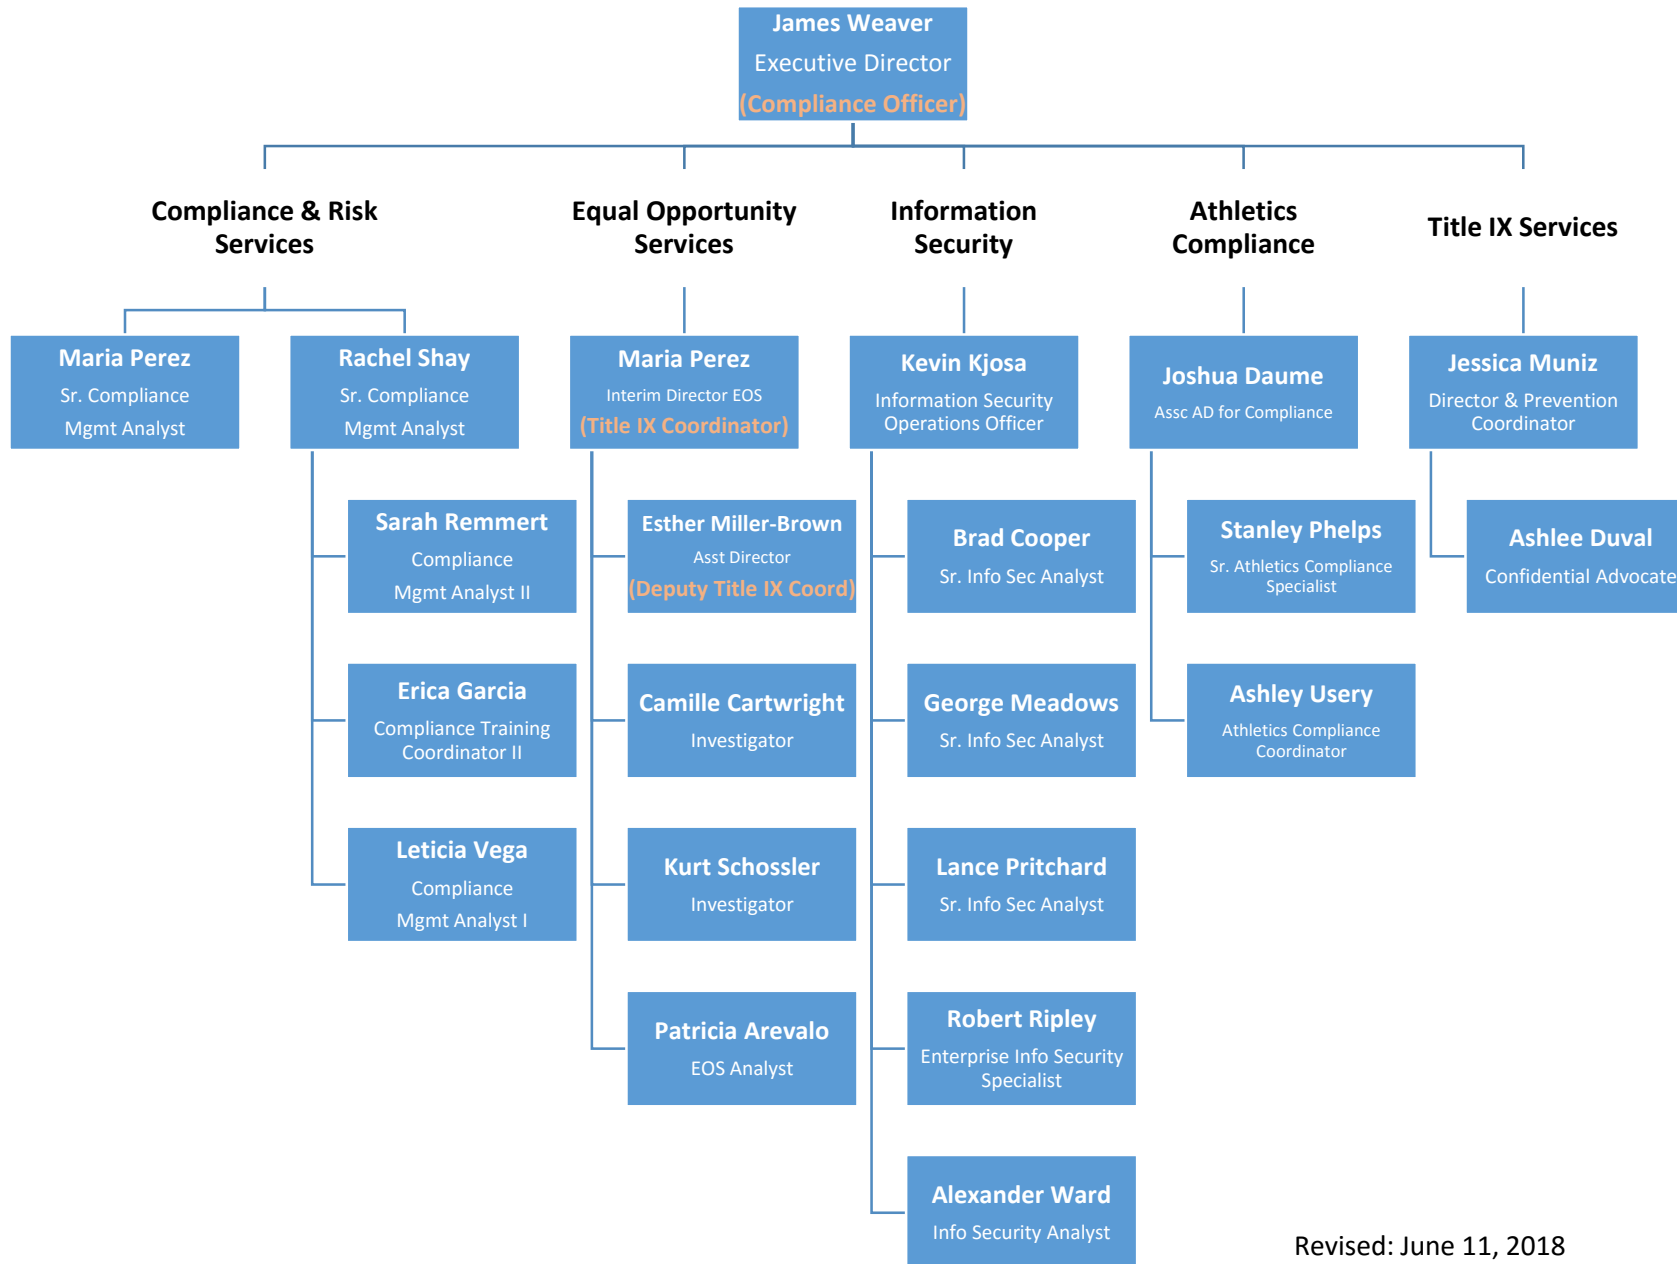 James Weaver
Executive Director
(Compliance Officer)
Compliance & Risk
Services
Equal Opportunity
Services
Information
Security
Athletics
Compliance
Title IX Services
Maria Perez
Sr. Compliance
Mgmt Analyst
Rachel Shay
Sr. Compliance
Mgmt Analyst
Maria Perez
Interim Director EOS
(Title IX Coordinator)
Kevin Kjosa
Information Security
Operations Officer
Joshua Daume
Assc AD for Compliance
Jessica Muniz
Director & Prevention
Coordinator
Sarah Remmert
Compliance
Mgmt Analyst II
Esther Miller-Brown
Asst Director
(Deputy Title IX Coord)
Brad Cooper
Sr. Info Sec Analyst
Stanley Phelps
Sr. Athletics Compliance
Specialist
Ashlee Duval
Confidential Advocate
Erica Garcia
Compliance Training
Coordinator II
Camille Cartwright
Investigator
George Meadows
Sr. Info Sec Analyst
Ashley Usery
Athletics Compliance
Coordinator
Leticia Vega
Compliance
Mgmt Analyst I
Kurt Schossler
Investigator
Lance Pritchard
Sr. Info Sec Analyst
Patricia Arevalo
EOS Analyst
Robert Ripley
Enterprise Info Security
Specialist
Alexander Ward
Info Security Analyst
Revised: June 11, 2018